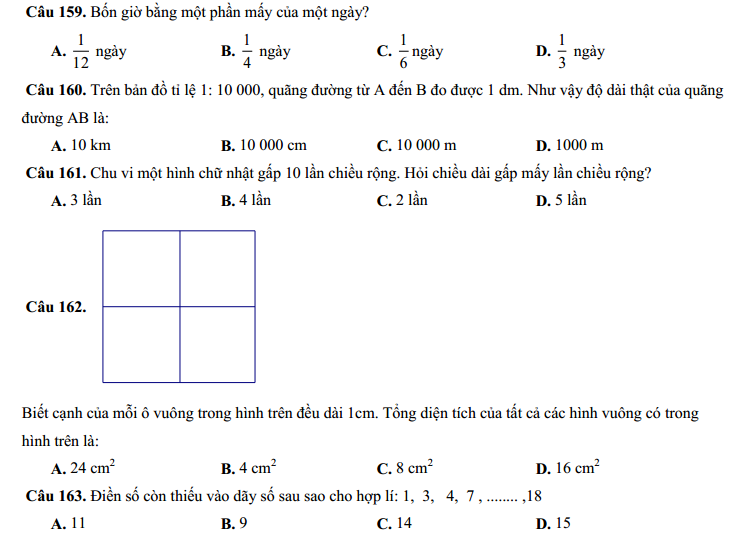 Câu 159. Bốn giờ bằng một phần mấy của một ngày?
A. 1/12 ngày B. 1/4 ngày C. 1/6 ngày D. 1/3 ngày
Câu 160. Trên bản đồ tỉ lệ 1: 10 000, quãng đường từ A đến B đo được 1 dm. Như vậy độ dài thật của quãng
đường AB là:
A. 10 km B. 10 000 cm C. 10 000 m D. 1000 m
Câu 161. Chu vi một hình chữ nhật gấp 10 lần chiều rộng. Hỏi chiều dài gấp mấy lần chiều rộng?
A. 3 lần B. 4 lần C. 2 lần D. 5 lần
Câu 162.
Biết cạnh của mỗi ô vuông trong hình trên đều dài 1cm. Tổng diện tích của tất cả các hình vuông có trong
hình trên là:
A. 24 cm² B. 4 cm² C. 8 cm² D. 16 cm²
Câu 163. Điền số còn thiếu vào dãy số sau sao cho hợp lí: 1, 3, 4, 7 , ........ ,18
A. 11 B. 9 C. 14 D. 15